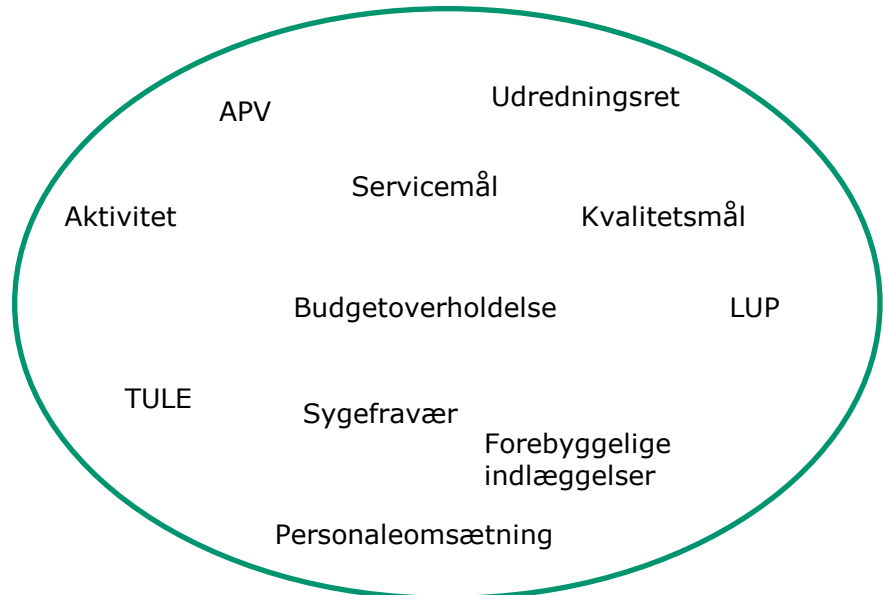 Udredningsret
APV
Servicemål
Aktivitet
Kvalitetsmål
Budgetoverholdelse
LUP
TULE
Sygefravær
Forebyggelige
indlæggelser
Personaleomsætning